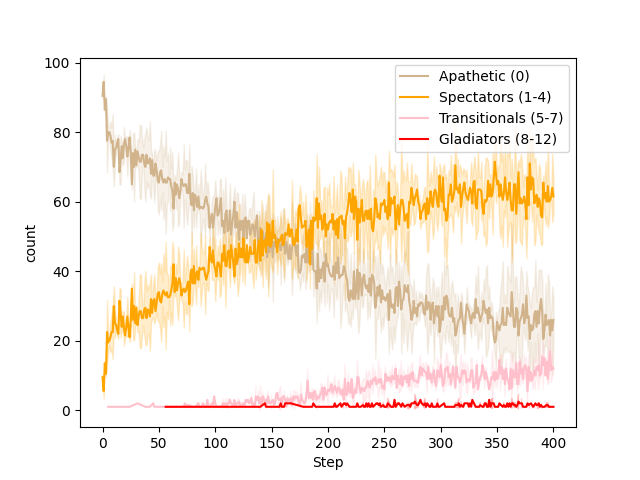 100
80
60
40
20
0
count
0
50
100
150
200
250
300
350
400
Step
Apathetic (0)
Spectators (1-4)
Transitionals (5-7)
Gladiators (8-12)